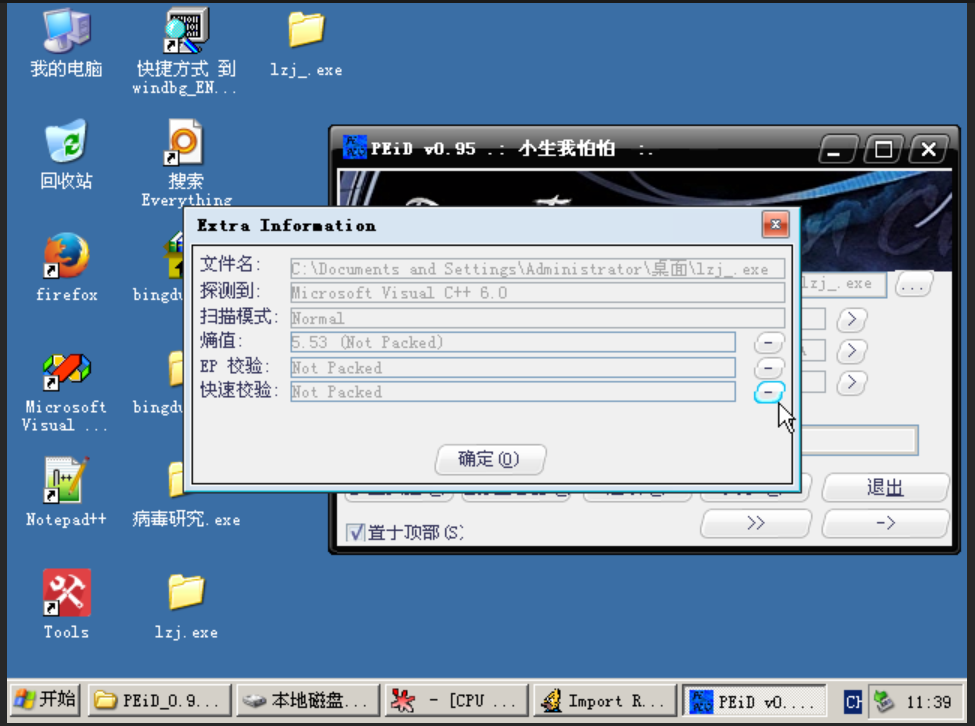 我的电脑
快捷方式 到
windbg_EN...
lzj_.exe
回收站
搜索
Everything
firefox
bingdu
Microsoft
Visual ...
bingdu
Notepad++
病毒研究.exe
Tools
lzj.exe
PEiD v0.95 .: 小生我怕怕 :.
lzj_.exe
...
>
>
>
退出
置于顶部(S)
>>
->
Extra Information
文件名: C:\Documents and Settings\Administrator\桌面\lzj_.exe
探测到: Microsoft Visual C++ 6.0
扫描模式: Normal
熵值: 5.53 (Not Packed) -
EP 校验: Not Packed -
快速校验: Not Packed -
确定(O)
开始 PEiD_0.9... 本地磁盘... - [CPU ... Import R... PEiD v0.... CH 11:39